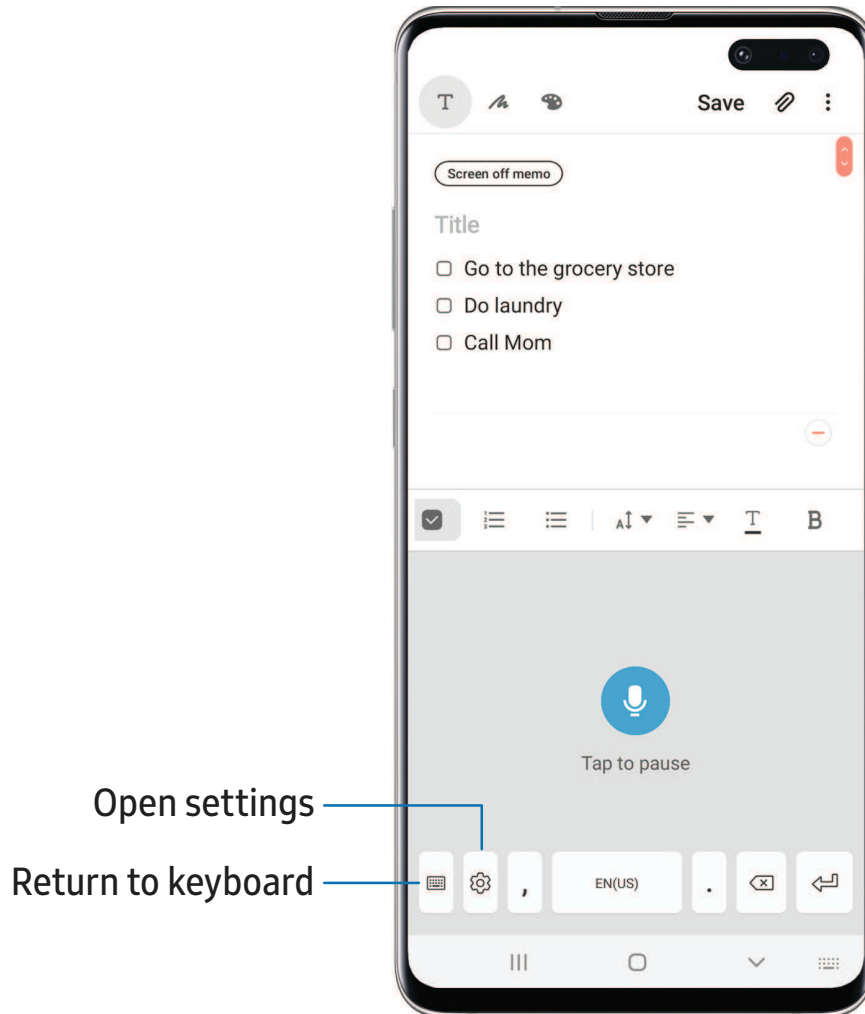 T
Save
Screen off memo
Title
Go to the grocery store
Do laundry
Call Mom
T
B
Tap to pause
Open settings
Return to keyboard
,
EN(US)
.